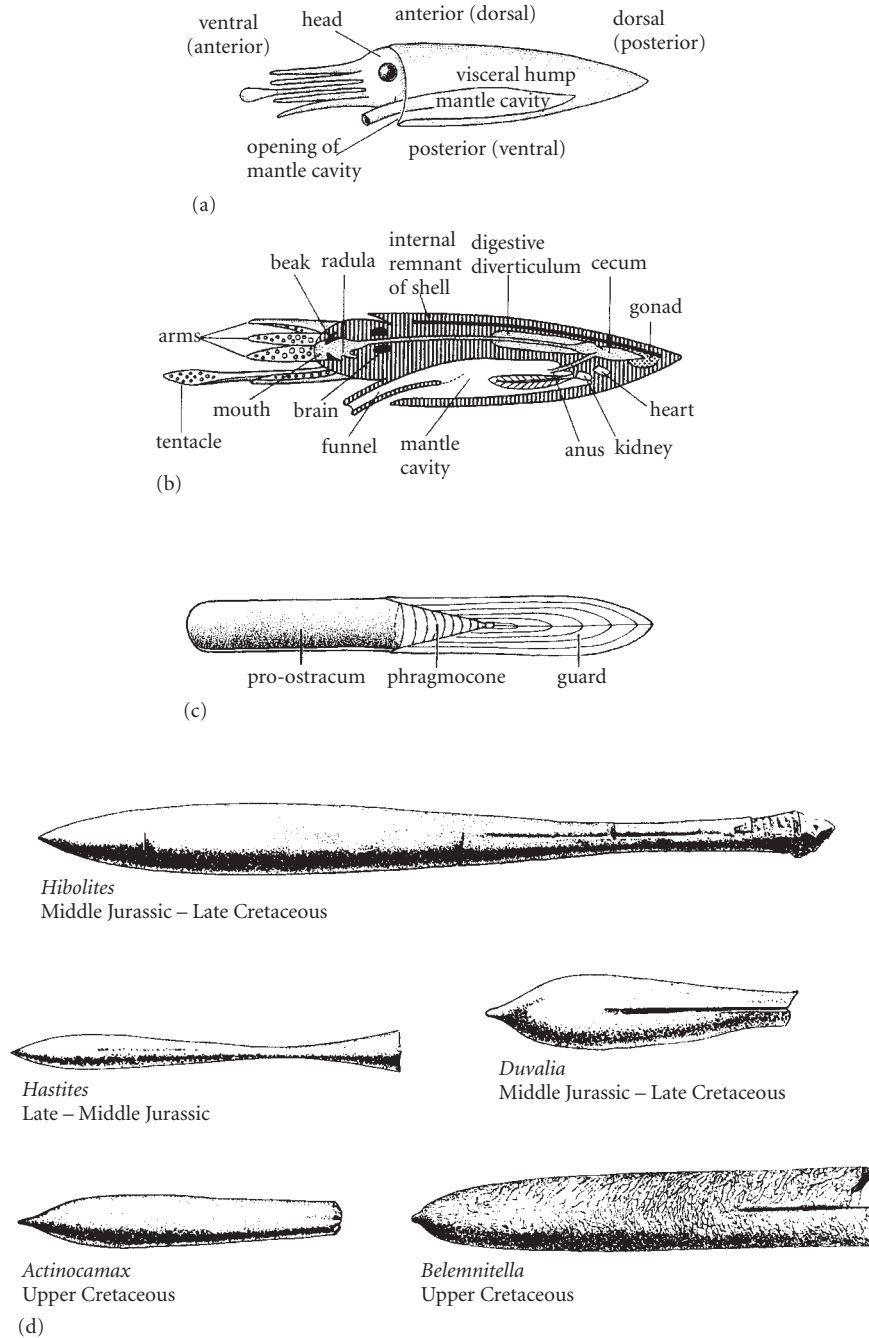 ventral
(anterior)
head
anterior (dorsal)
dorsal
(posterior)
visceral hump
mantle cavity
opening of
mantle cavity
posterior (ventral)
(a)
beak
radula
internal
remnant
of shell
digestive
diverticulum
cecum
gonad
arms
mouth
brain
heart
tentacle
funnel
mantle
cavity
anus
kidney
(b)
pro-ostracum
phragmocone
guard
(c)
Hibolites
Middle Jurassic – Late Cretaceous
Hastites
Late – Middle Jurassic
Duvalia
Middle Jurassic – Late Cretaceous
Actinocamax
Upper Cretaceous
Belemnitella
Upper Cretaceous
(d)